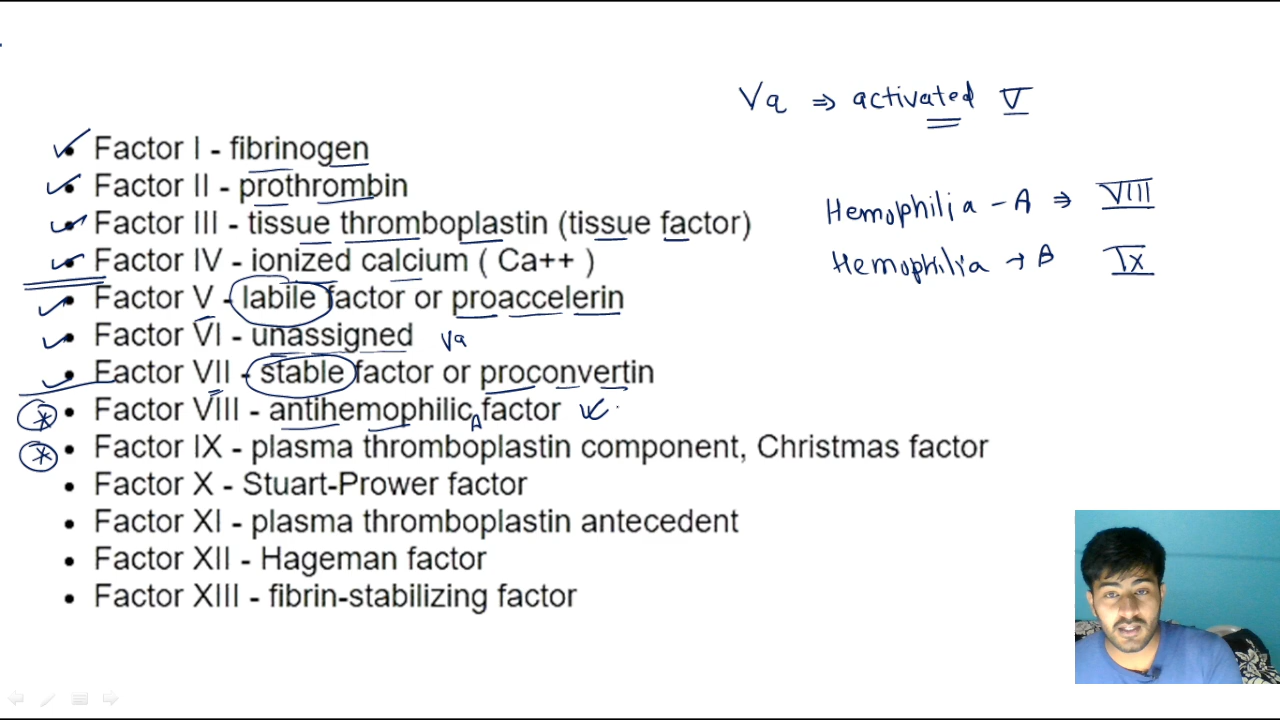 Va ⇒ activated V
Factor I - fibrinogen
Factor II - prothrombin
Factor III - tissue thromboplastin (tissue factor)
Hemophilia - A ⇒ VIII
Factor IV - ionized calcium ( Ca++ )
Hemophilia → B IX
Factor V - labile factor or proaccelerin
Factor VI - unassigned Va
Factor VII - stable factor or proconvertin
Factor VIII - antihemophilic A factor
Factor IX - plasma thromboplastin component, Christmas factor
Factor X - Stuart-Prower factor
Factor XI - plasma thromboplastin antecedent
Factor XII - Hageman factor
Factor XIII - fibrin-stabilizing factor